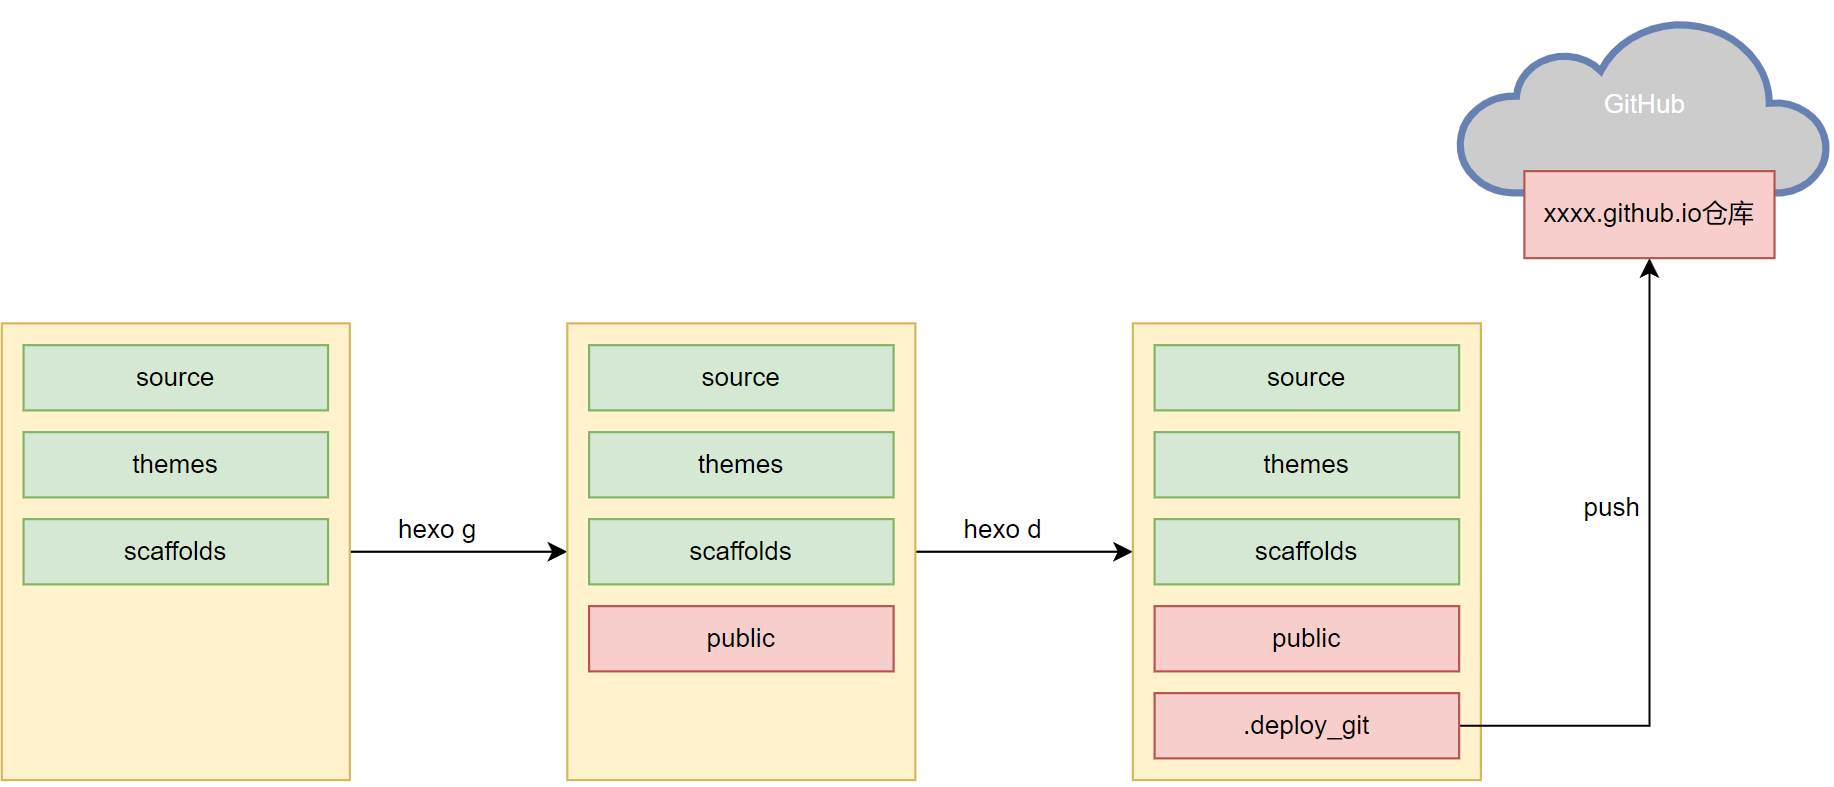 GitHub
xxxx.github.io仓库
source
themes
scaffolds
hexo g
source
themes
scaffolds
public
hexo d
source
themes
scaffolds
public
.deploy_git
push